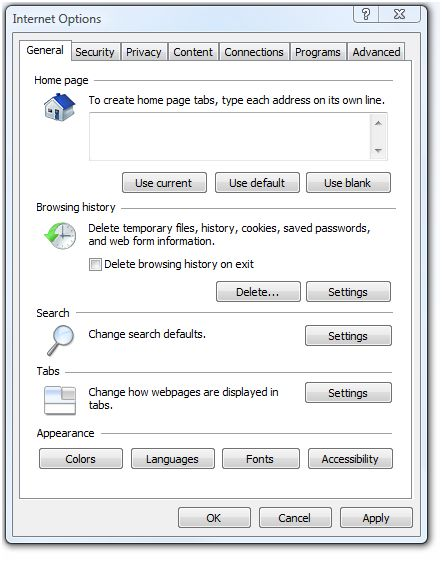 Internet Options
General Security Privacy Content Connections Programs Advanced
Home page
To create home page tabs, type each address on its own line.
Use current Use default Use blank
Browsing history
Delete temporary files, history, cookies, saved passwords,
and web form information.
Delete browsing history on exit
Delete... Settings
Search
Change search defaults. Settings
Tabs
Change how webpages are displayed in Settings
tabs.
Appearance
Colors Languages Fonts Accessibility
OK Cancel Apply